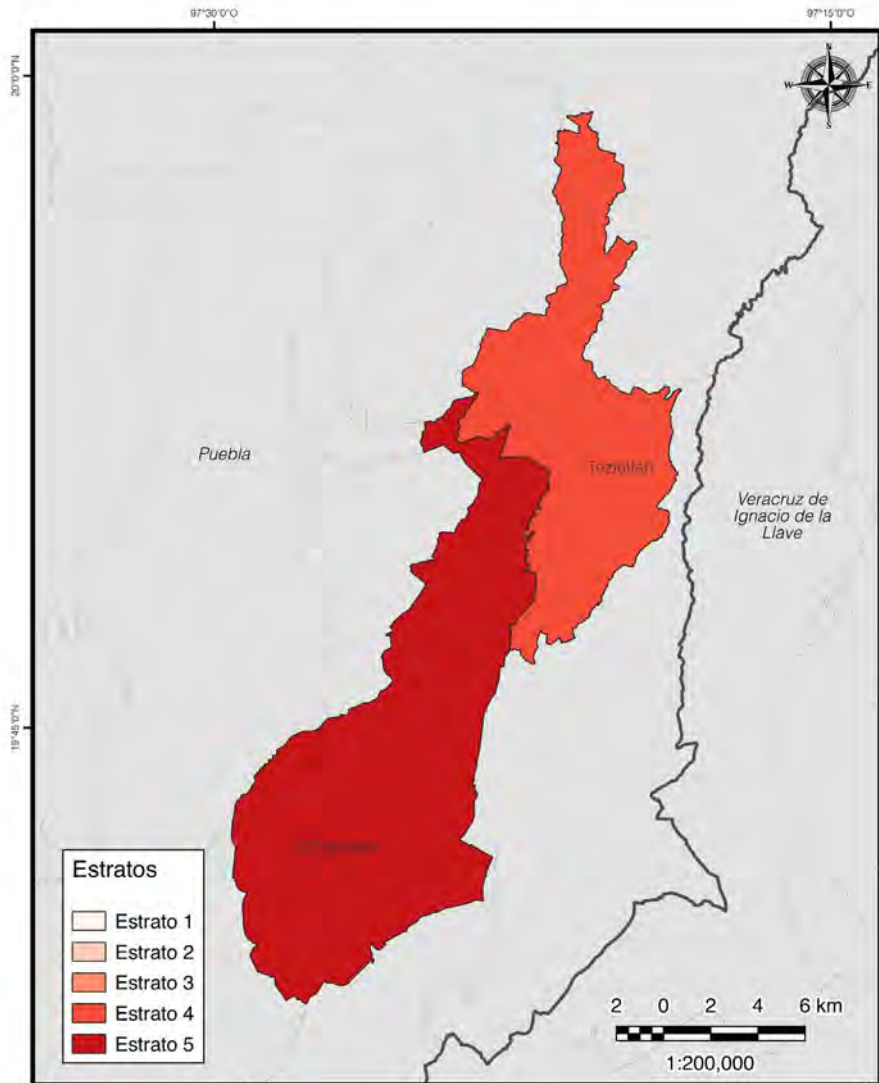 97°30'0"O
97°15'0"O
20°0'0"N
N
W
E
S
Puebla
Teziutlán
Veracruz de
Ignacio de la
Llave
19°45'0"N
Estratos
Estrato 1
Estrato 2
Estrato 3
Estrato 4
Estrato 5
2 0 2 4 6 km
1:200,000